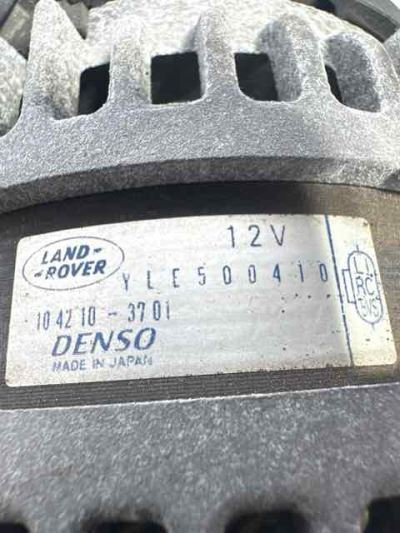 12V
LAND-
-ROVER
YLE500410
104210-3701
DENSO
MADE IN JAPAN